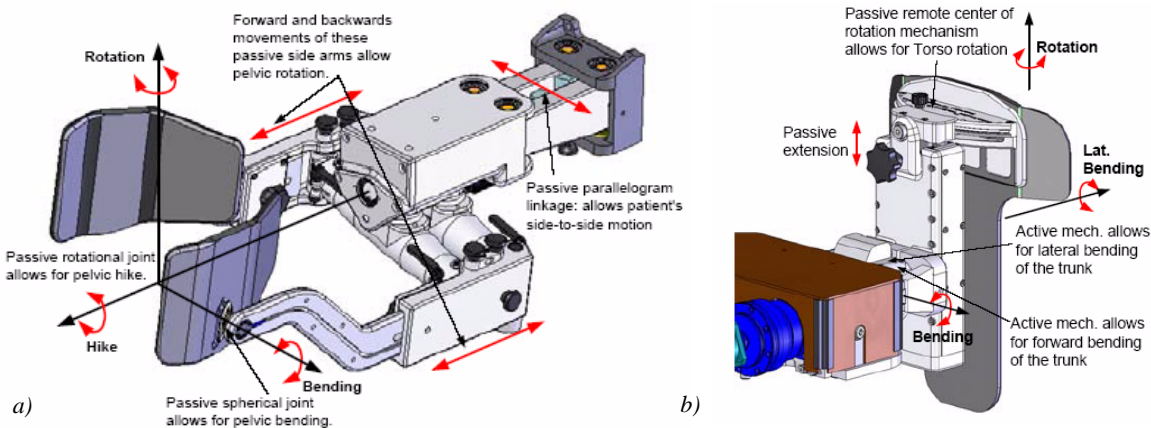 Forward and backwards
movements of these
passive side arms allow
pelvic rotation.
Rotation
Passive parallelogram
linkage: allows patient's
side-to-side motion
Passive rotational joint
allows for pelvic hike.
Hike
Bending
Passive spherical joint
allows for pelvic bending.
a)
Passive remote center of
rotation mechanism
allows for Torso rotation
Rotation
Passive
extension
Lat.
Bending
Active mech. allows
for lateral bending
of the trunk
Bending
Active mech. allows
for forward bending
of the trunk
b)